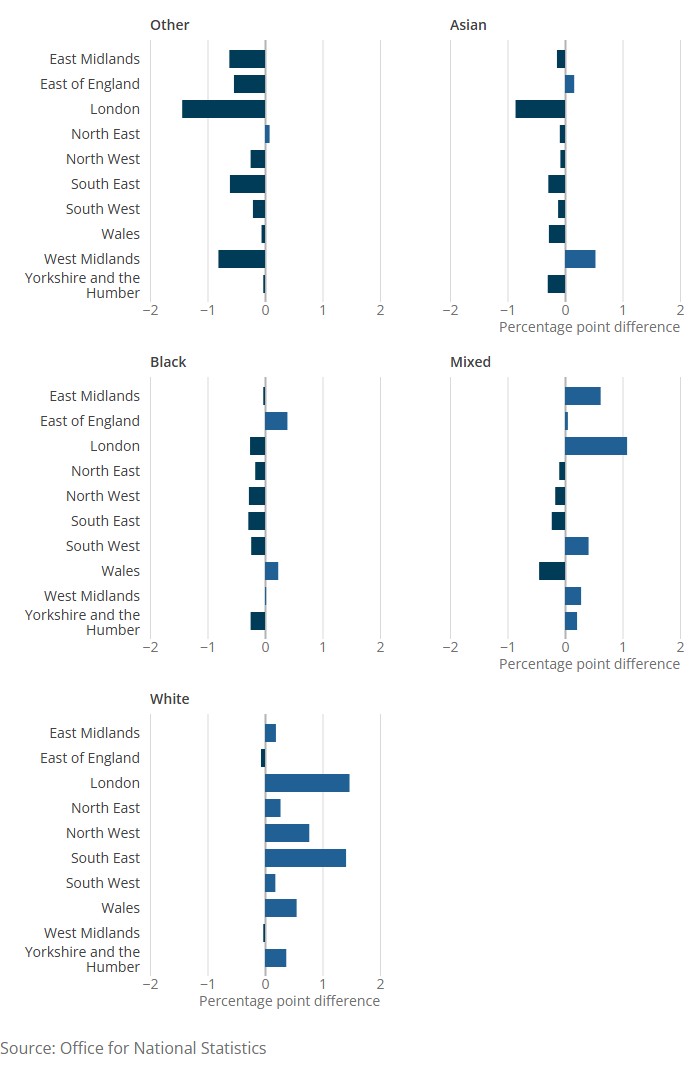 Other
East Midlands
East of England
London
North East
North West
South East
South West
Wales
West Midlands
Yorkshire and the
Humber
−2 −1 0 1 2
Asian
−2 −1 0 1 2
Percentage point difference
Black
East Midlands
East of England
London
North East
North West
South East
South West
Wales
West Midlands
Yorkshire and the
Humber
−2 −1 0 1 2
Mixed
−2 −1 0 1 2
Percentage point difference
White
East Midlands
East of England
London
North East
North West
South East
South West
Wales
West Midlands
Yorkshire and the
Humber
−2 −1 0 1 2
Percentage point difference
Source: Office for National Statistics